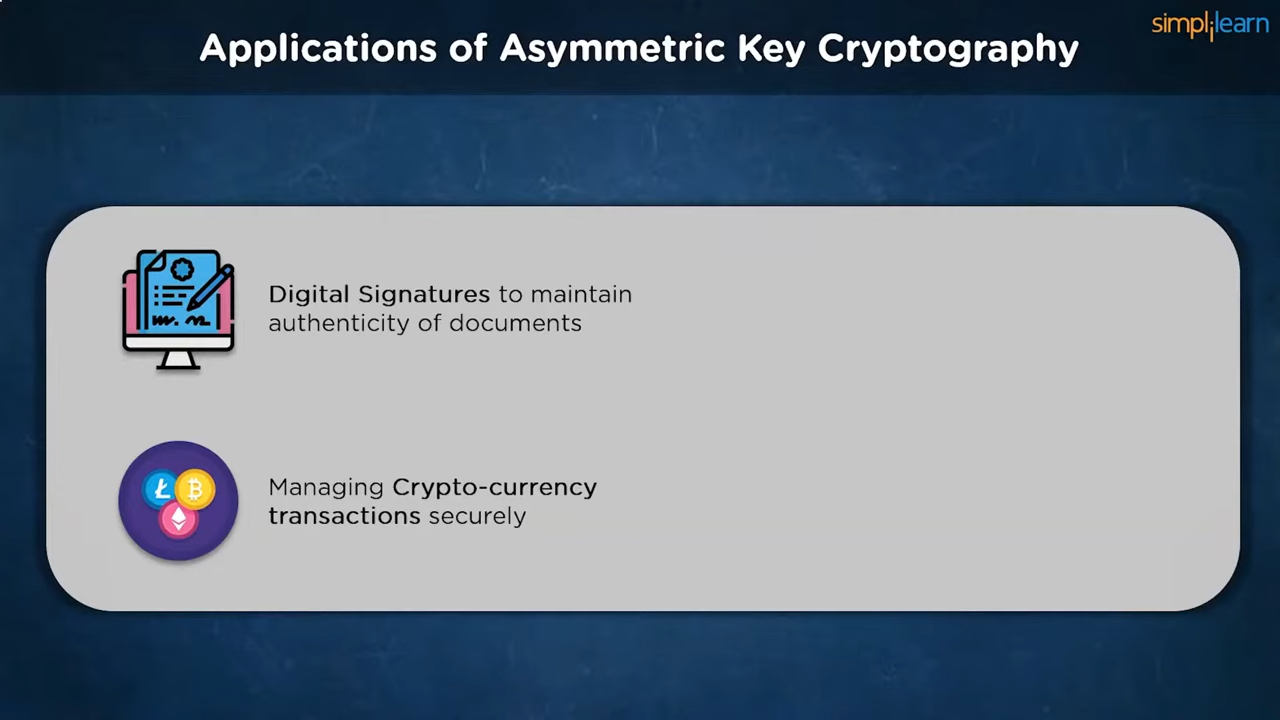 simplilearn
Applications of Asymmetric Key Cryptography
Digital Signatures to maintain
authenticity of documents
Managing Crypto-currency
transactions securely